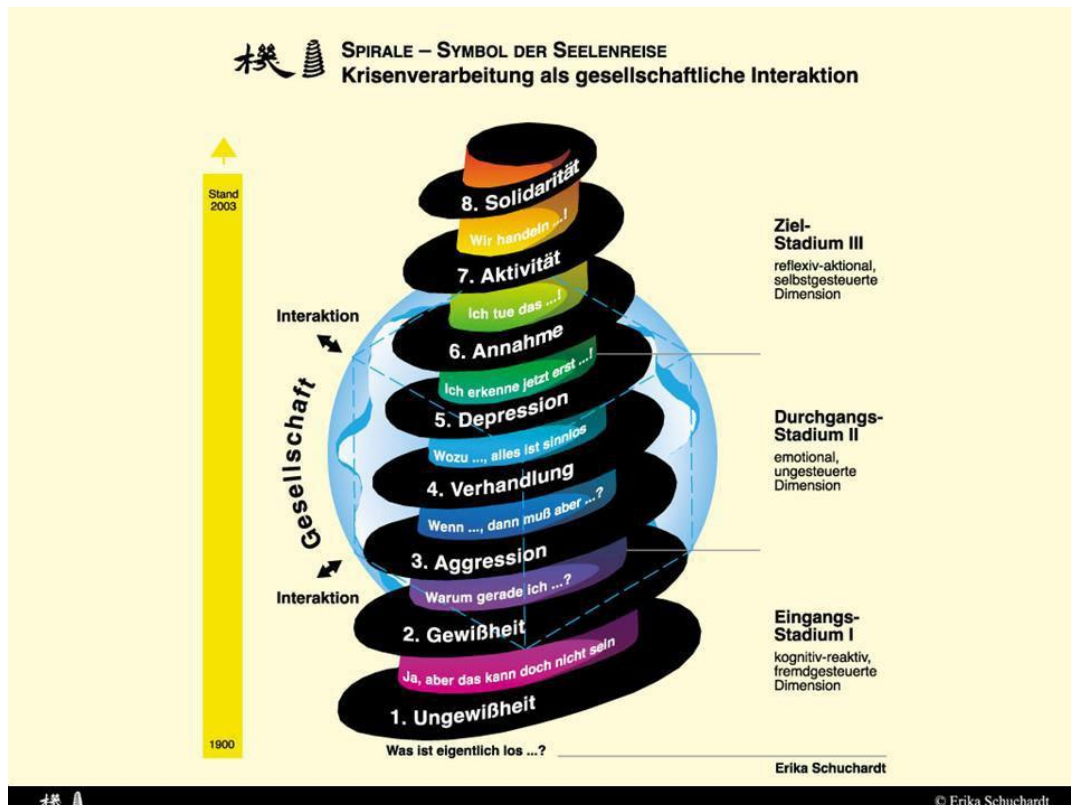 機
SPIRALE – SYMBOL DER SEELENREISE
Krisenverarbeitung als gesellschaftliche Interaktion
Stand
2003
1900
Interaktion
Gesellschaft
Interaktion
8. Solidarität
Wir handeln ...!
7. Aktivität
Ich tue das ...!
6. Annahme
Ich erkenne jetzt erst ...!
5. Depression
Wozu ..., alles ist sinnlos
4. Verhandlung
Wenn ..., dann muß aber ...?
3. Aggression
Warum gerade ich ...?
2. Gewißheit
Ja, aber das kann doch nicht sein
1. Ungewißheit
Was ist eigentlich los ...?
Ziel-
Stadium III
reflexiv-aktional,
selbstgesteuerte
Dimension
Durchgangs-
Stadium II
emotional,
ungesteuerte
Dimension
Eingangs-
Stadium I
kognitiv-reaktiv,
fremdgesteuerte
Dimension
Erika Schuchardt
機
© Erika Schuchardt